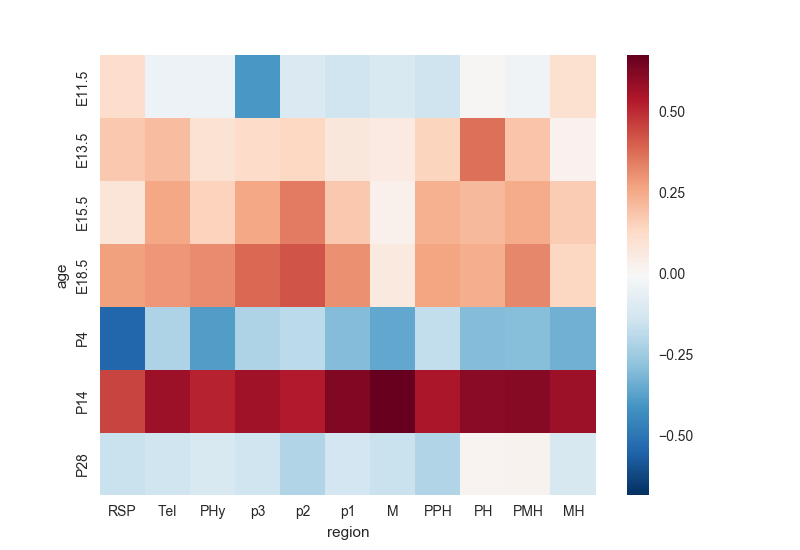 E11.5
E13.5
E15.5
E18.5
P4
P14
P28
age
RSP Tel PHy p3 p2 p1 M PPH PH PMH MH
region
0.50
0.25
0.00
−0.25
−0.50